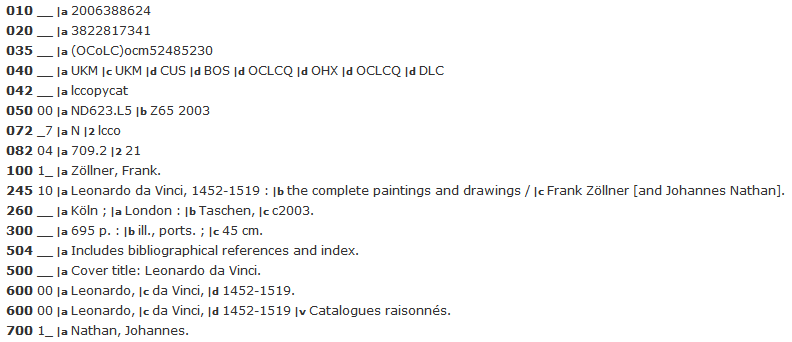 010 __ |a 2006388624
020 __ |a 3822817341
035 __ |a (OCoLC)ocm52485230
040 __ |a UKM |c UKM |d CUS |d BOS |d OCLCQ |d OHX |d OCLCQ |d DLC
042 __ |a lccopycat
050 00 |a ND623.L5 |b Z65 2003
072 _7 |a N |2 lcco
082 04 |a 709.2 |2 21
100 1_ |a Zöllner, Frank.
245 10 |a Leonardo da Vinci, 1452-1519 : |b the complete paintings and drawings / |c Frank Zöllner [and Johannes Nathan].
260 __ |a Köln ; |a London : |b Taschen, |c c2003.
300 __ |a 695 p. : |b ill., ports. ; |c 45 cm.
504 __ |a Includes bibliographical references and index.
500 __ |a Cover title: Leonardo da Vinci.
600 00 |a Leonardo, |c da Vinci, |d 1452-1519.
600 00 |a Leonardo, |c da Vinci, |d 1452-1519 |v Catalogues raisonnés.
700 1_ |a Nathan, Johannes.